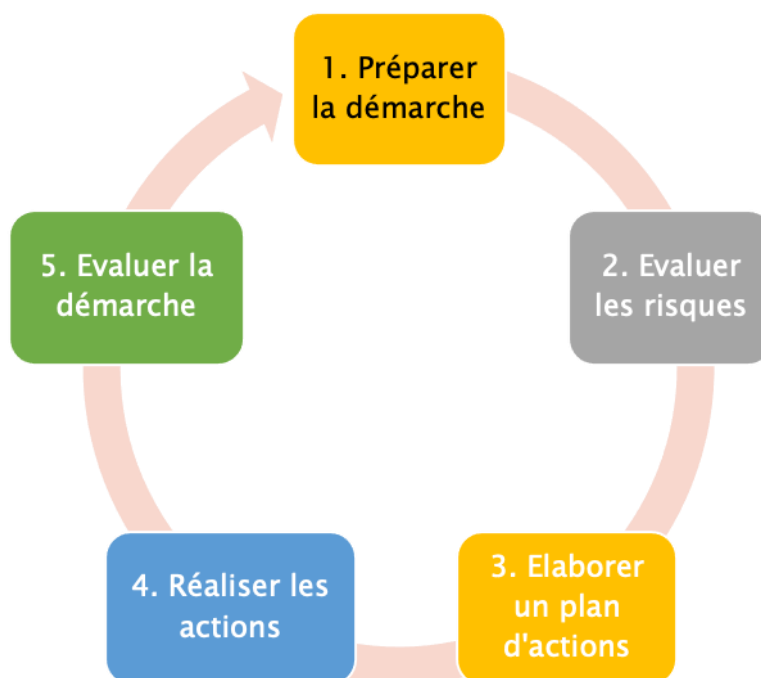 1. Préparer
la démarche
2. Evaluer
les risques
3. Elaborer
un plan
d'actions
4. Réaliser les
actions
5. Evaluer la
démarche